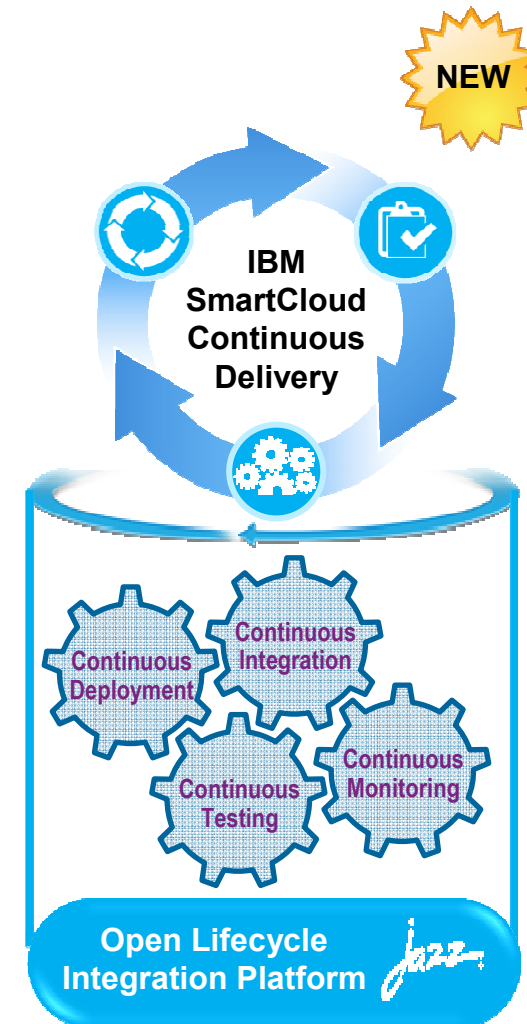 NEW
IBM
SmartCloud
Continuous
Delivery
Continuous
Integration
Continuous
Deployment
Continuous
Monitoring
Continuous
Testing
Open Lifecycle
Integration Platform
jazz